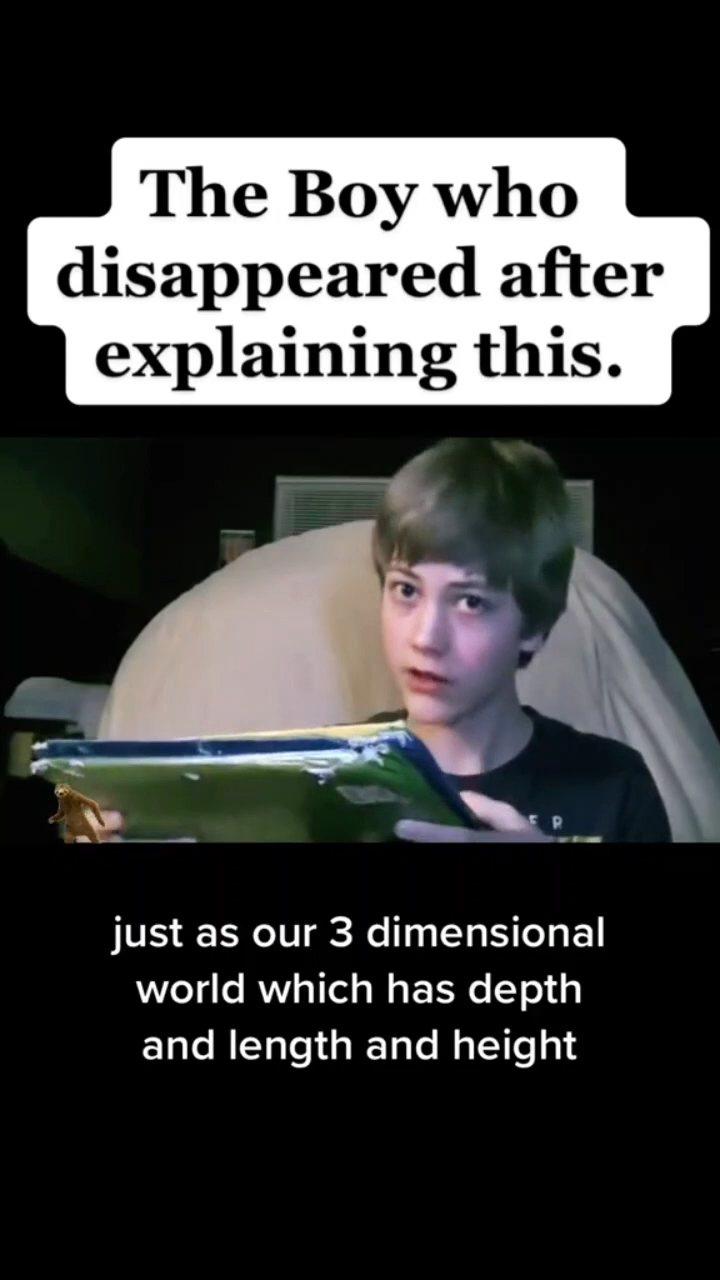 The Boy who
disappeared after
explaining this.
E R
just as our 3 dimensional
world which has depth
and length and height